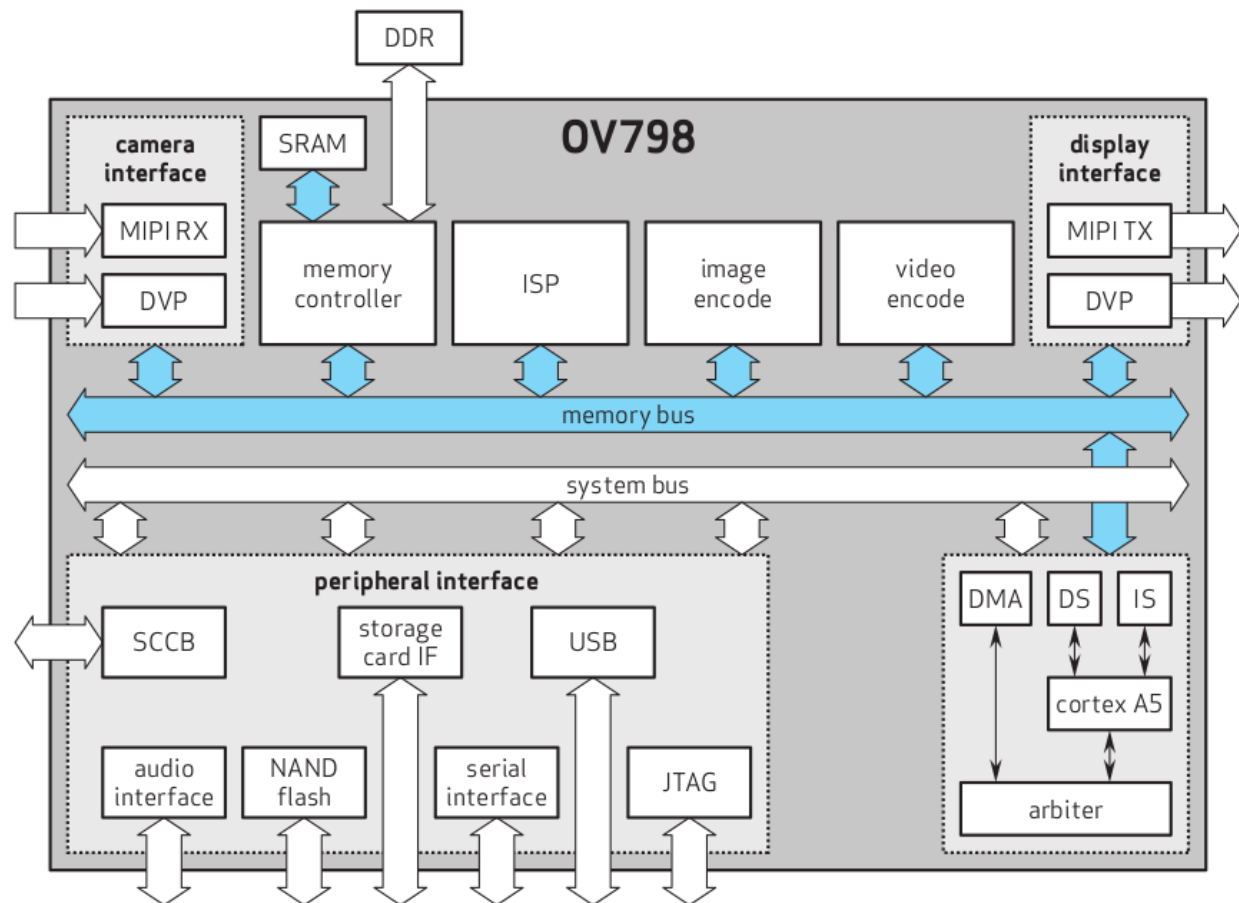 DDR
OV798
camera
interface
MIPI RX
DVP
SRAM
memory
controller
ISP
image
encode
video
encode
display
interface
MIPI TX
DVP
memory bus
system bus
peripheral interface
SCCB
storage
card IF
USB
audio
interface
NAND
flash
serial
interface
JTAG
DMA
DS
IS
cortex A5
arbiter